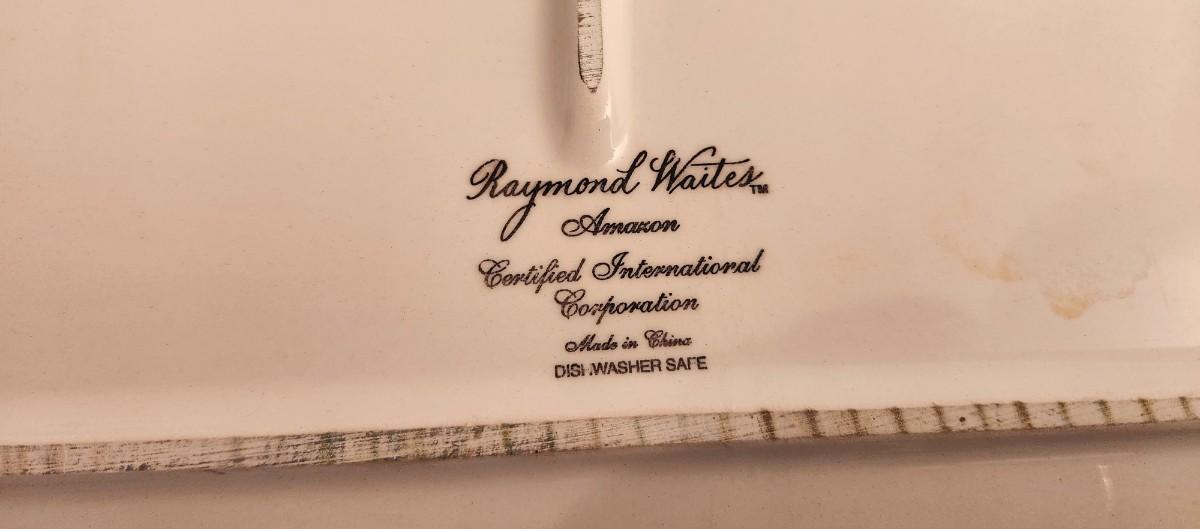 Raymond Waites™
Amazon
Certified International
Corporation
Made in China
DISHWASHER SAFE